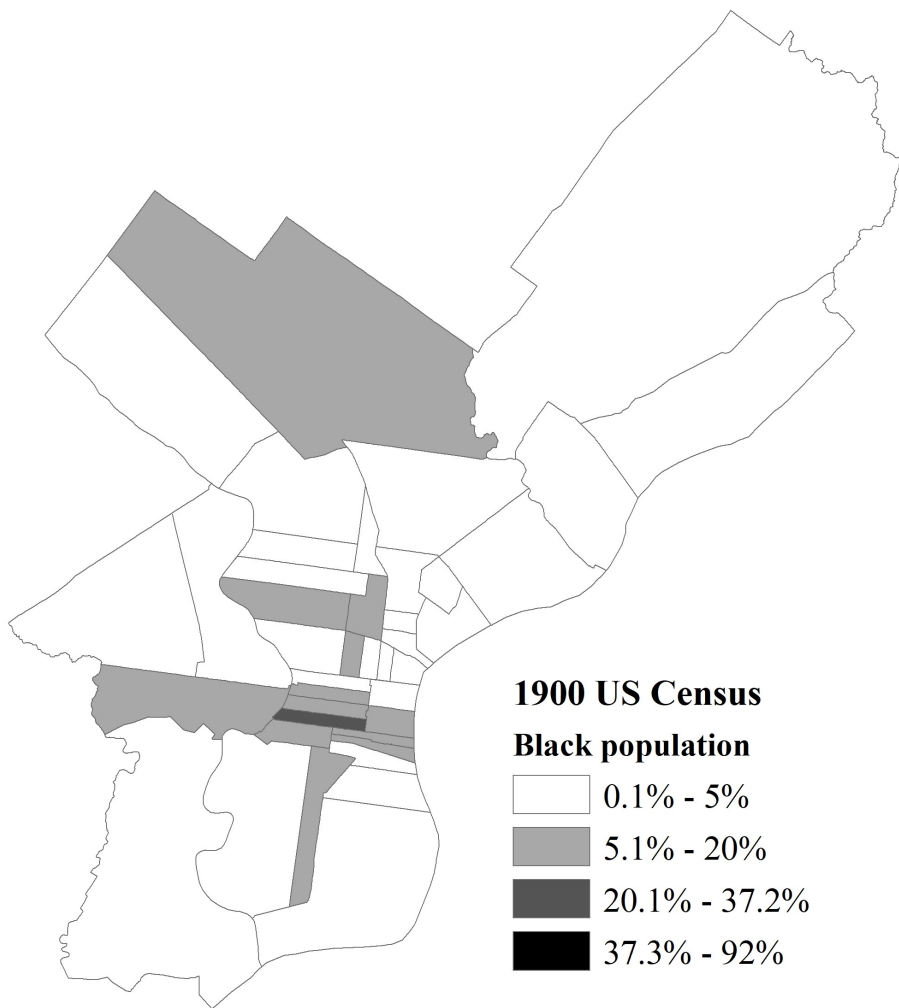 1900 US Census
Black population
0.1% - 5%
5.1% - 20%
20.1% - 37.2%
37.3% - 92%